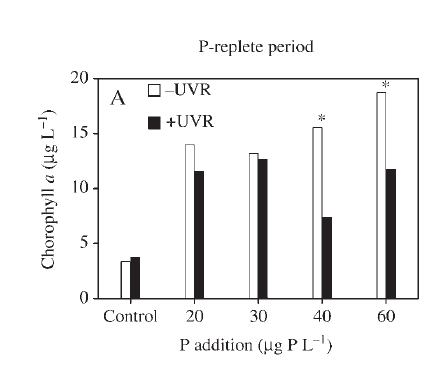 P-replete period
A
–UVR
+UVR
*
*
20
15
10
5
0
Chorophyll a (µg L⁻¹)
Control 20 30 40 60
P addition (µg P L⁻¹)